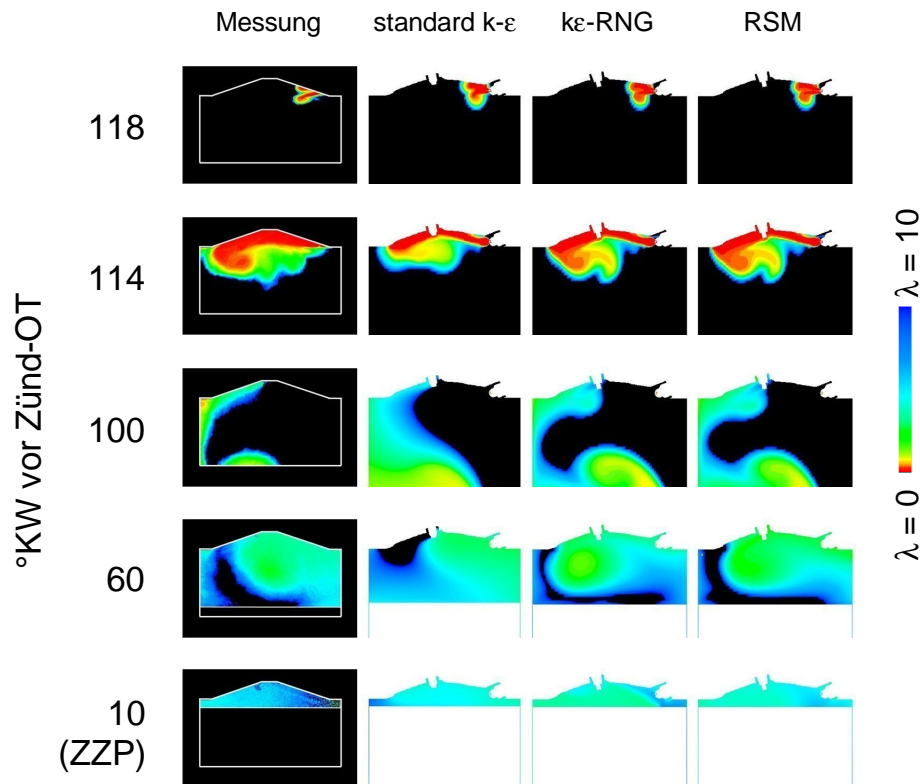 Messung
standard k-ε
kε-RNG
RSM
118
114
100
60
10
(ZZP)
°KW vor Zünd-OT
λ = 10
λ = 0